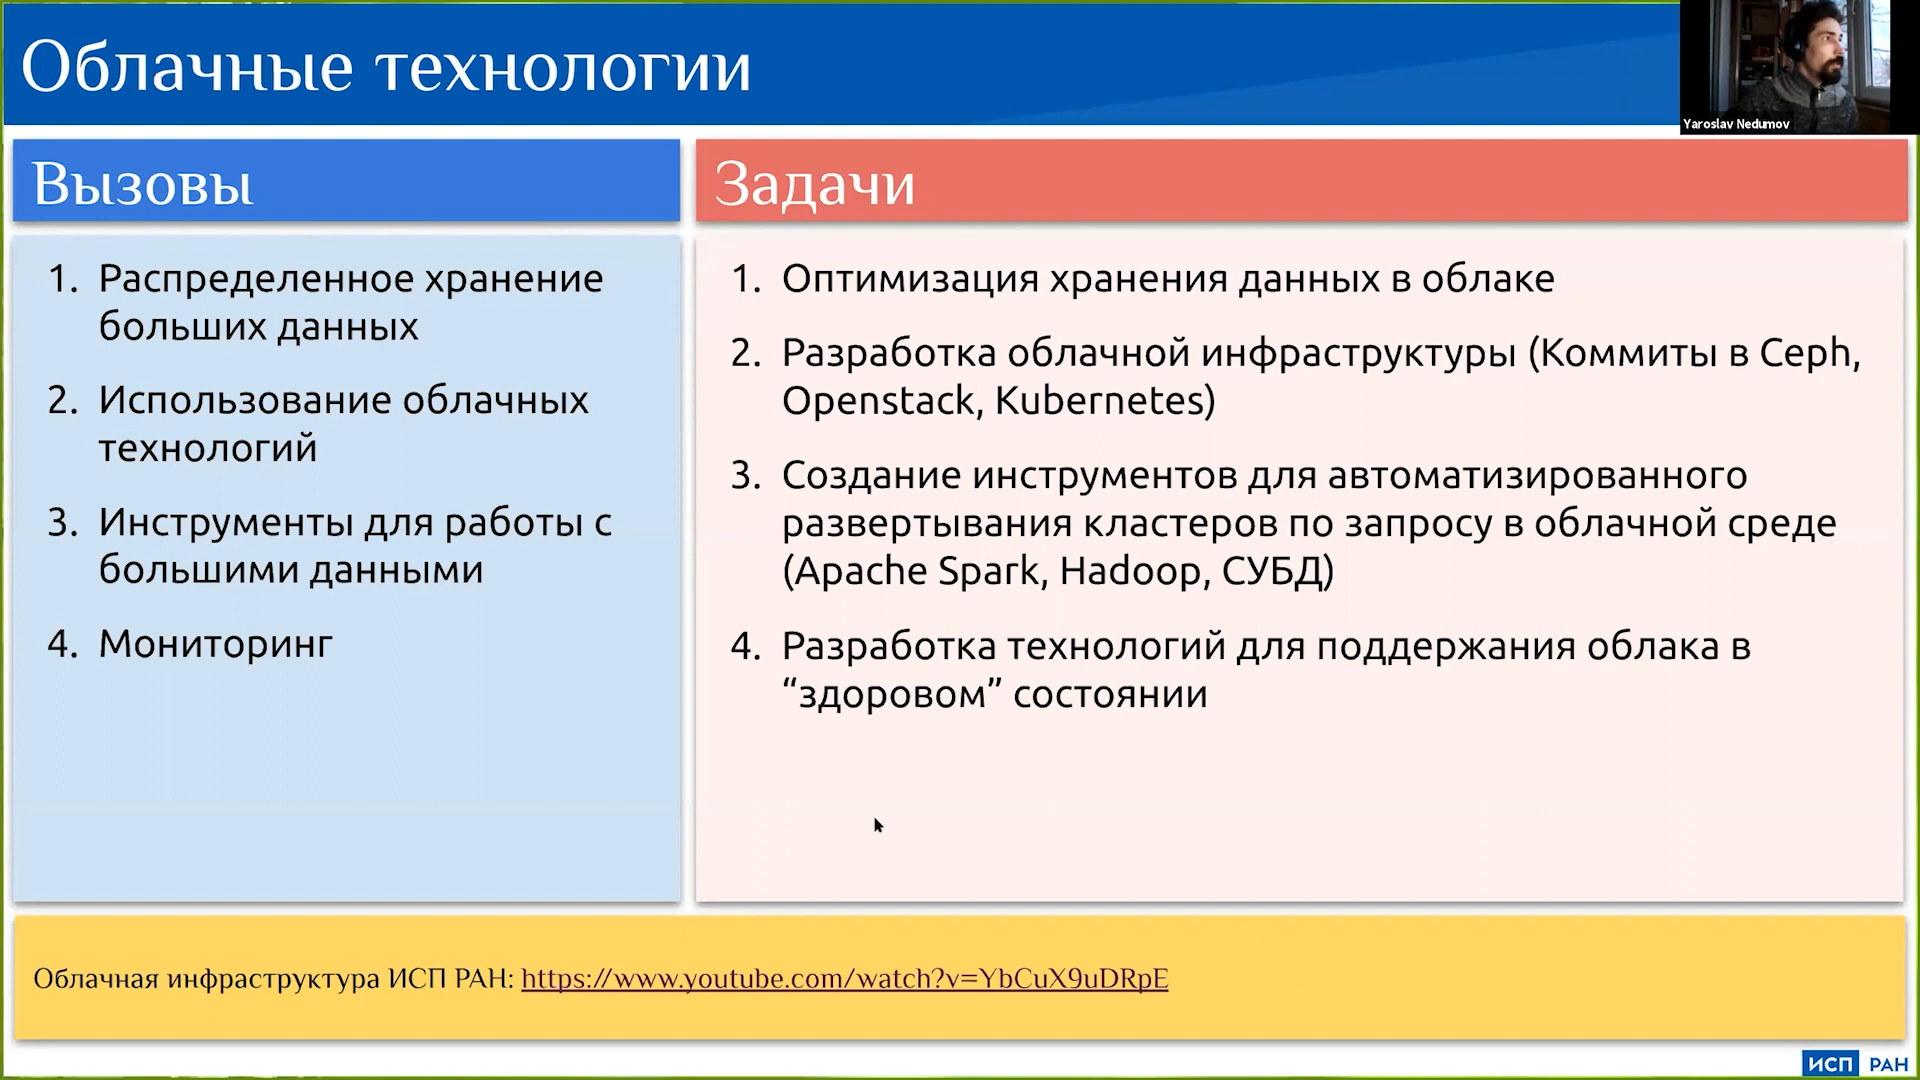 Облачные технологии
Yaroslav Nedumov
Вызовы
1. Распределенное хранение
больших данных
2. Использование облачных
технологий
3. Инструменты для работы с
большими данными
4. Мониторинг
Задачи
1. Оптимизация хранения данных в облаке
2. Разработка облачной инфраструктуры (Коммиты в Ceph,
Openstack, Kubernetes)
3. Создание инструментов для автоматизированного
развертывания кластеров по запросу в облачной среде
(Apache Spark, Hadoop, СУБД)
4. Разработка технологий для поддержания облака в
“здоровом” состоянии
Облачная инфраструктура ИСП РАН: https://www.youtube.com/watch?v=YbCuX9uDRpE
ИСП РАН